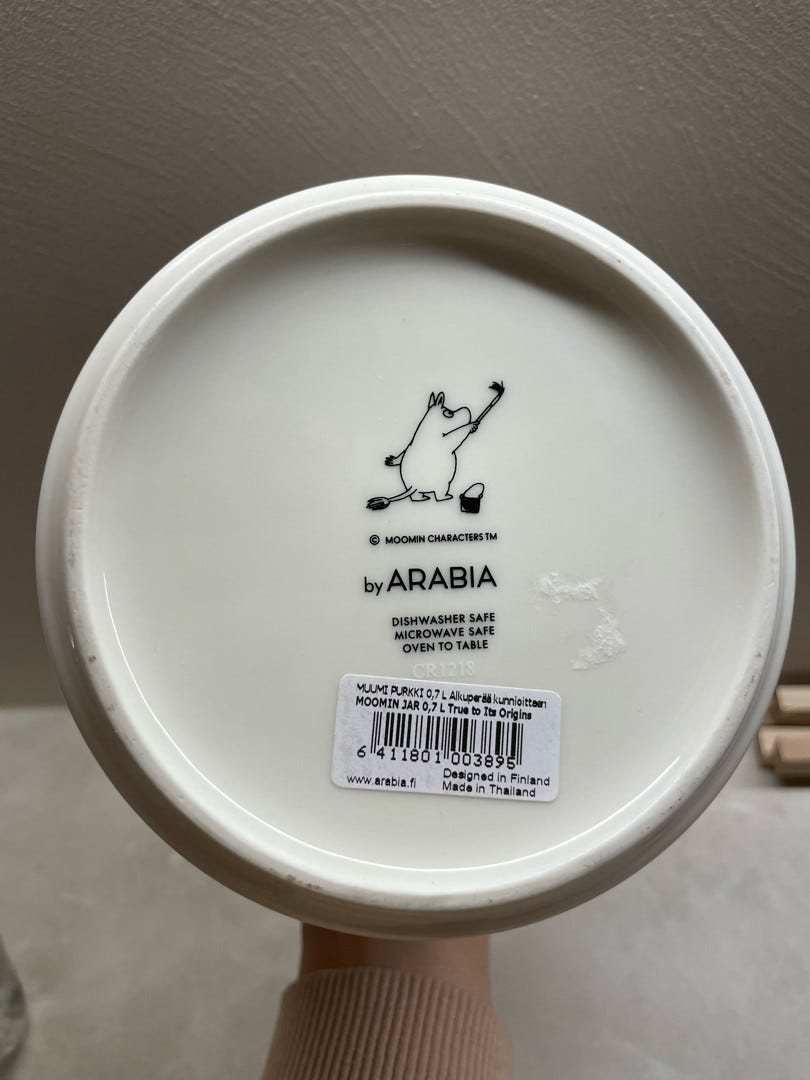 © MOOMIN CHARACTERS TM
by ARABIA
DISHWASHER SAFE
MICROWAVE SAFE
OVEN TO TABLE
CR1218
MUUMI PURKKI 0,7 L Alkuperää kunnioittaen
MOOMIN JAR 0,7 L True to Its Origins
6 411801 003895
www.arabia.fi
Designed in Finland
Made in Thailand